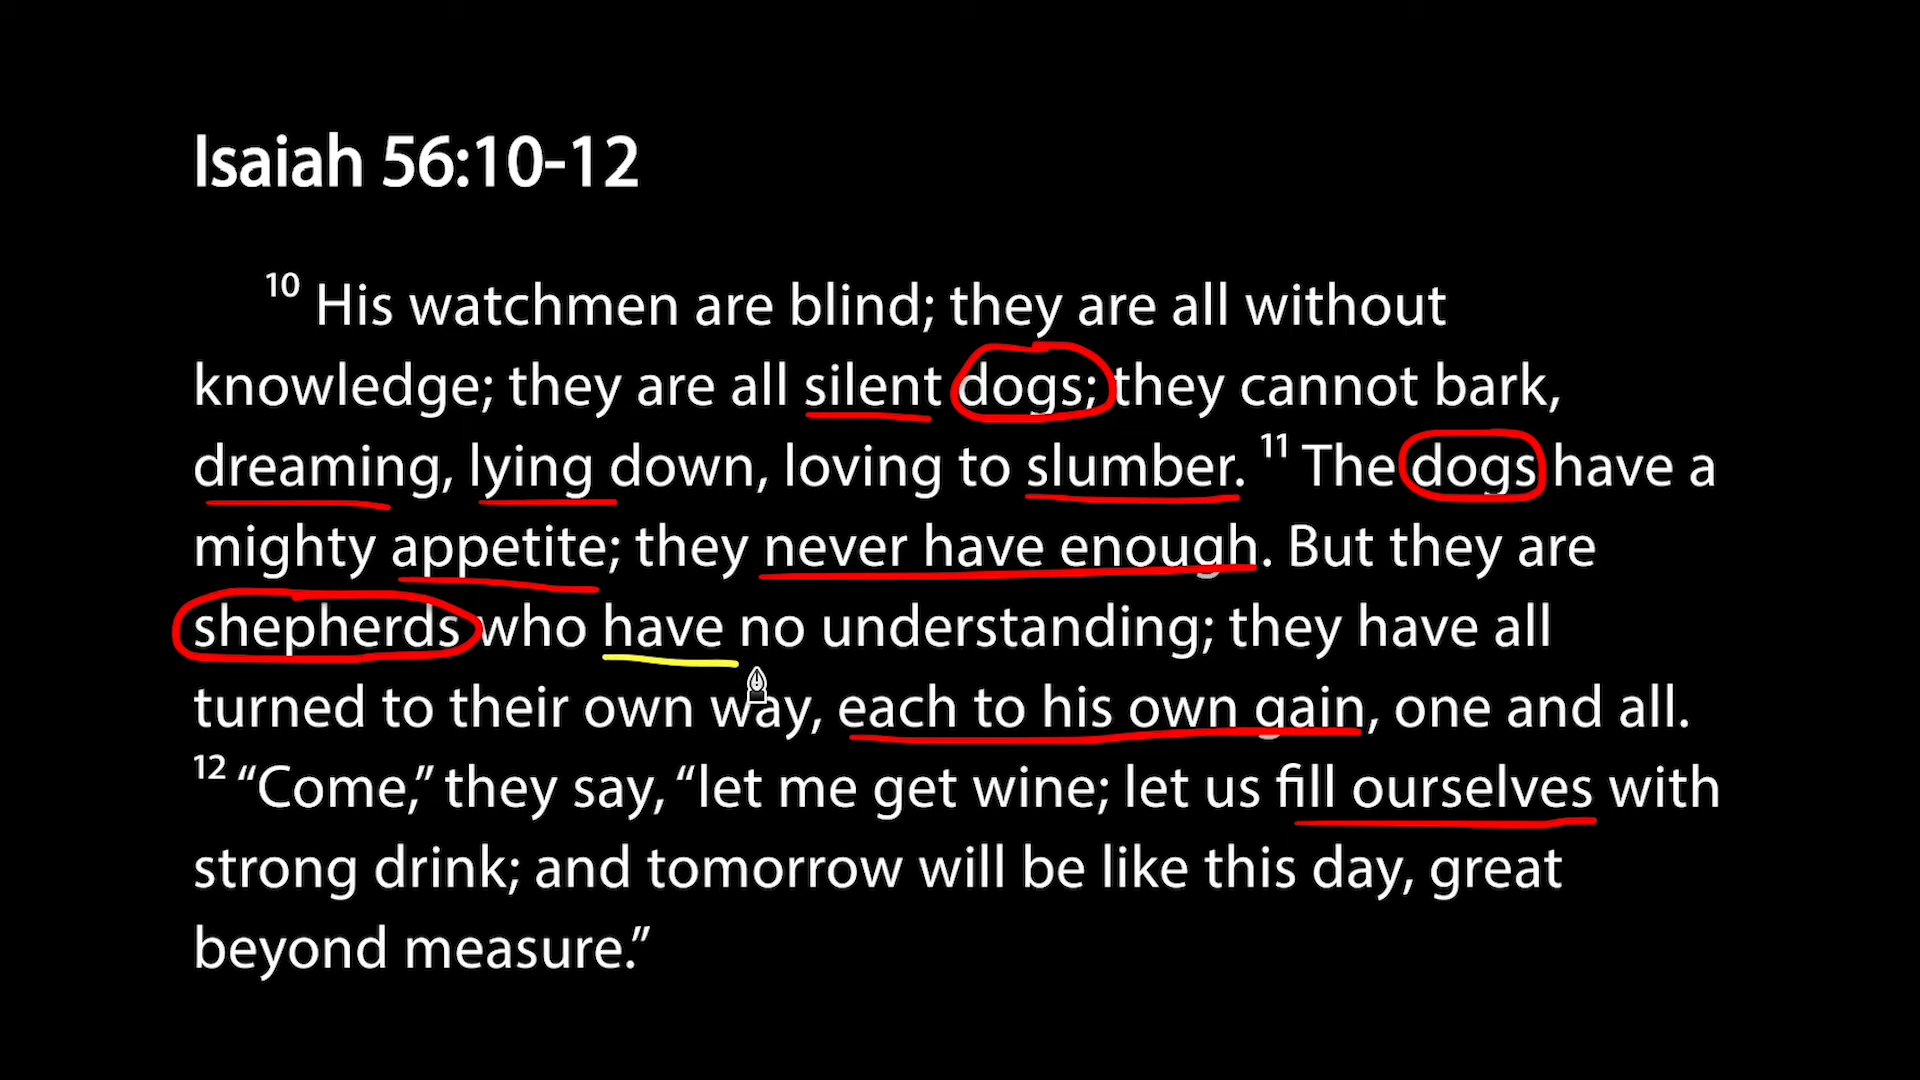 Isaiah 56:10-12
10 His watchmen are blind; they are all without
knowledge; they are all silent dogs; they cannot bark,
dreaming, lying down, loving to slumber. 11 The dogs have a
mighty appetite; they never have enough. But they are
shepherds who have no understanding; they have all
turned to their own way, each to his own gain, one and all.
12 “Come,” they say, “let me get wine; let us fill ourselves with
strong drink; and tomorrow will be like this day, great
beyond measure.”